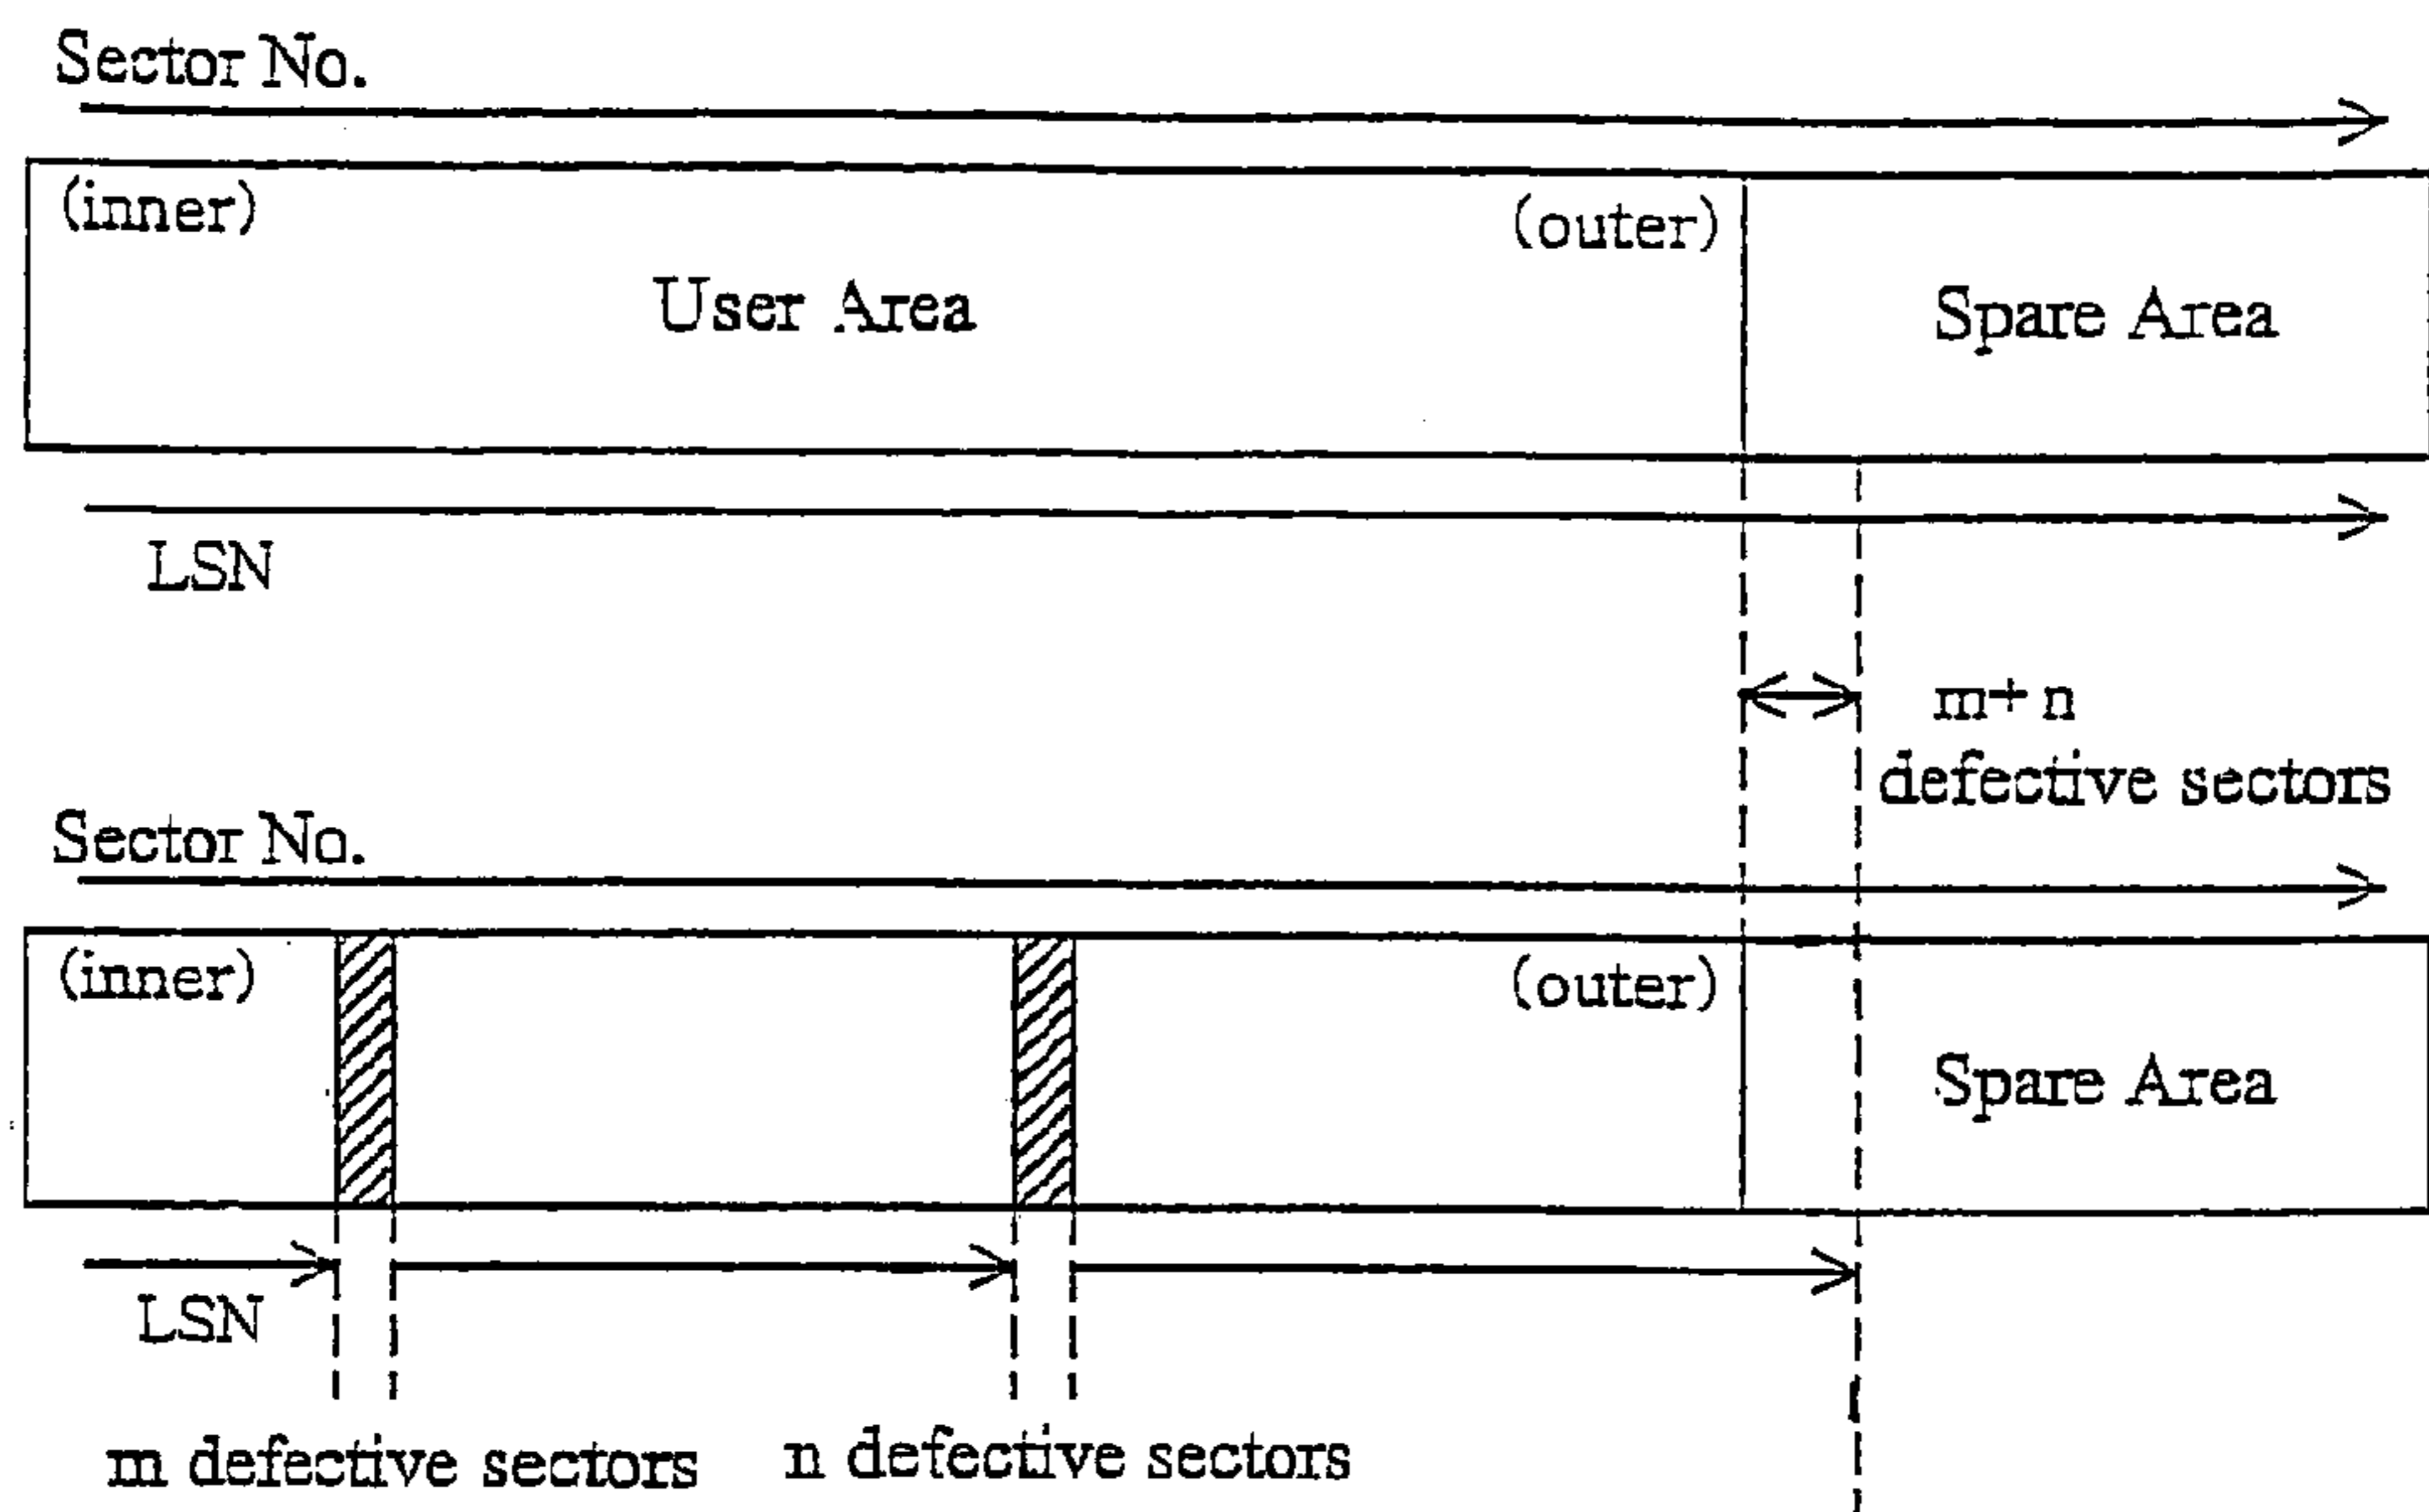 Sector No.
(inner)
(outer)
User Area
Spare Area
LSN
m+n
defective sectors
Sector No.
(inner)
(outer)
Spare Area
LSN
m defective sectors
n defective sectors